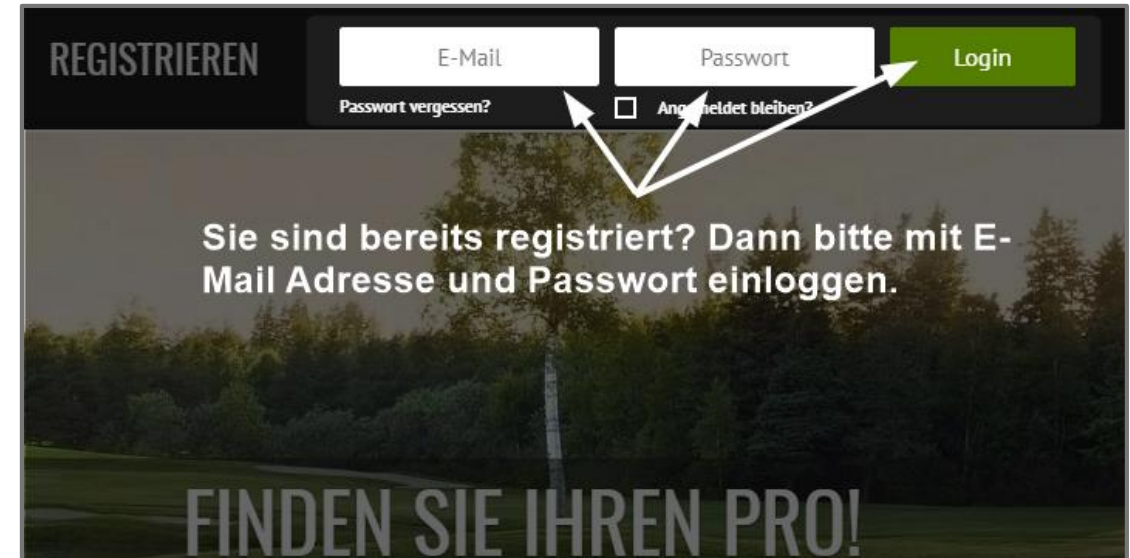 REGISTRIEREN
E-Mail
Passwort
Login
Passwort vergessen?
Angemeldet bleiben?
Sie sind bereits registriert? Dann bitte mit E-
Mail Adresse und Passwort einloggen.
FINDEN SIE IHREN PRO!